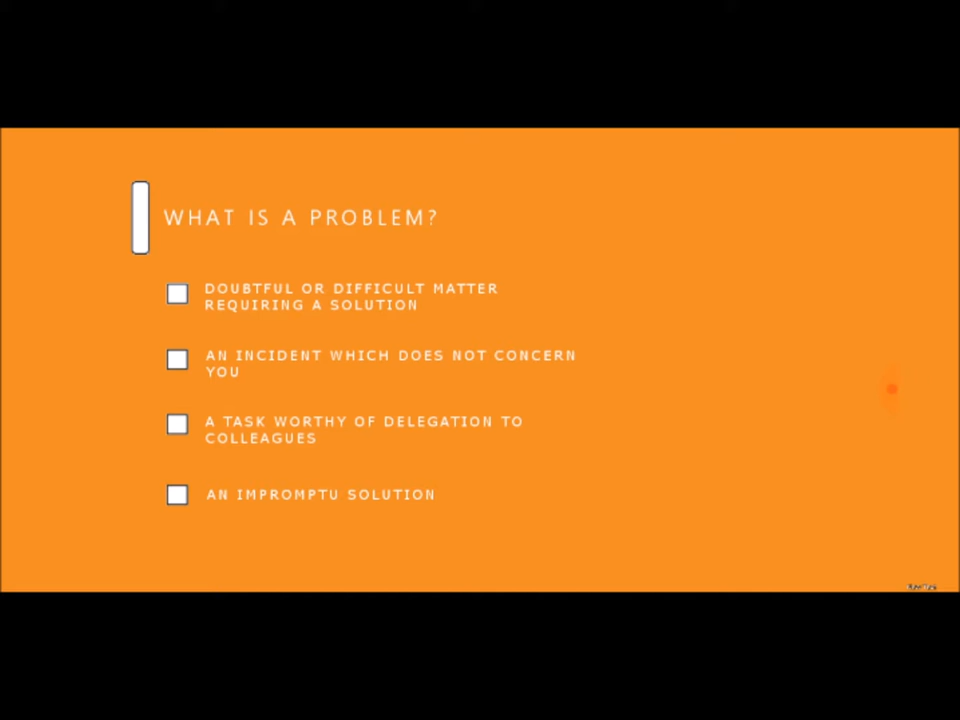 WHAT IS A PROBLEM?
DOUBTFUL OR DIFFICULT MATTER
REQUIRING A SOLUTION
AN INCIDENT WHICH DOES NOT CONCERN
YOU
A TASK WORTHY OF DELEGATION TO
COLLEAGUES
AN IMPROMPTU SOLUTION